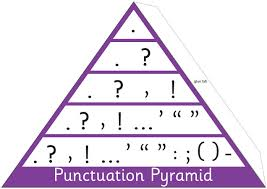 .
. ?
. ? , !
. ? , ! ... ’ “ ”
. ? , ! ... ’ “ ” : ; ( ) -
Punctuation Pyramid